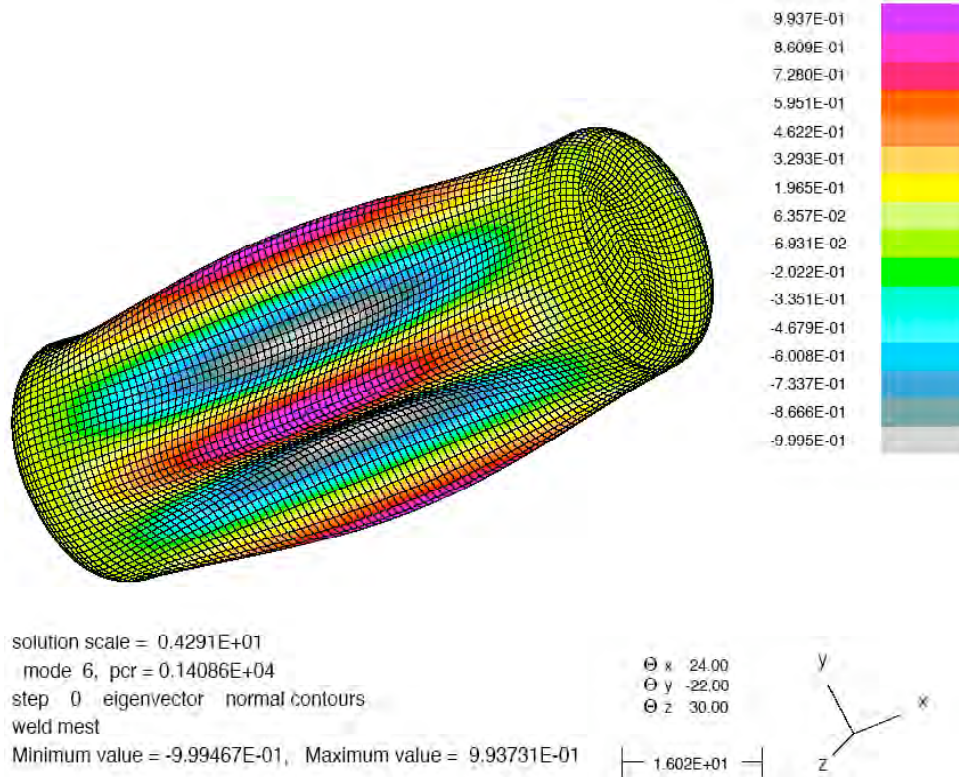 9.937E-01
8.609E-01
7.280E-01
5.951E-01
4.622E-01
3.293E-01
1.965E-01
6.357E-02
-6.931E-02
-2.022E-01
-3.351E-01
-4.679E-01
-6.008E-01
-7.337E-01
-8.666E-01
-9.995E-01
solution scale = 0.4291E+01
mode 6, pcr = 0.14086E+04
step 0 eigenvector normal contours
weld mest
Minimum value = -9.99467E-01, Maximum value = 9.93731E-01
Θ x 24.00
Θ y -22.00
Θ z 30.00
1.602E+01
y
x
z